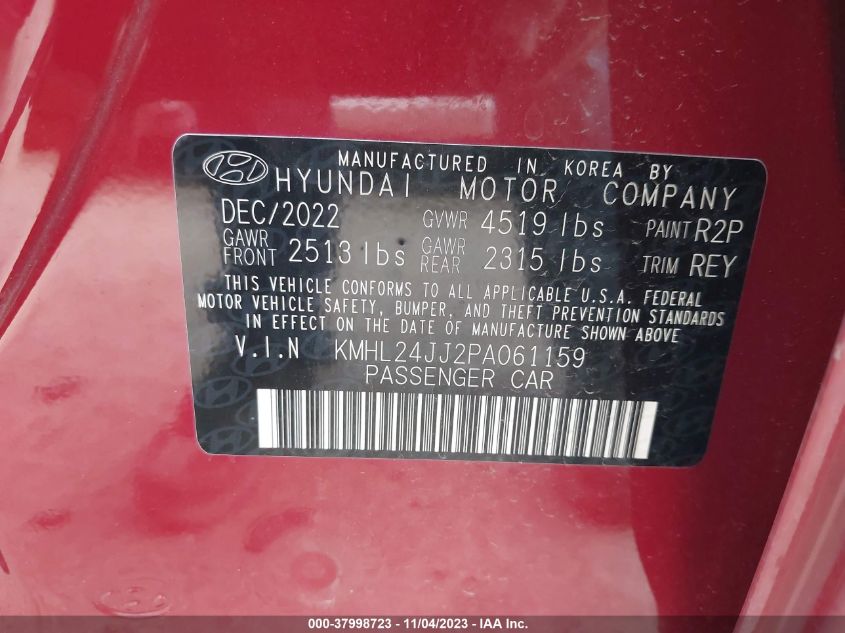 MANUFACTURED IN KOREA BY
HYUNDAI MOTOR COMPANY
DEC/2022 GVWR 4519 lbs PAINT R2P
GAWR FRONT 2513 lbs GAWR REAR 2315 lbs TRIM REY
THIS VEHICLE CONFORMS TO ALL APPLICABLE U.S.A. FEDERAL
MOTOR VEHICLE SAFETY, BUMPER, AND THEFT PREVENTION STANDARDS
IN EFFECT ON THE DATE OF MANUFACTURE SHOWN ABOVE
V.I.N KMHL24JJ2PA061159
PASSENGER CAR
000-37998723 - 11/04/2023 - IAA Inc.